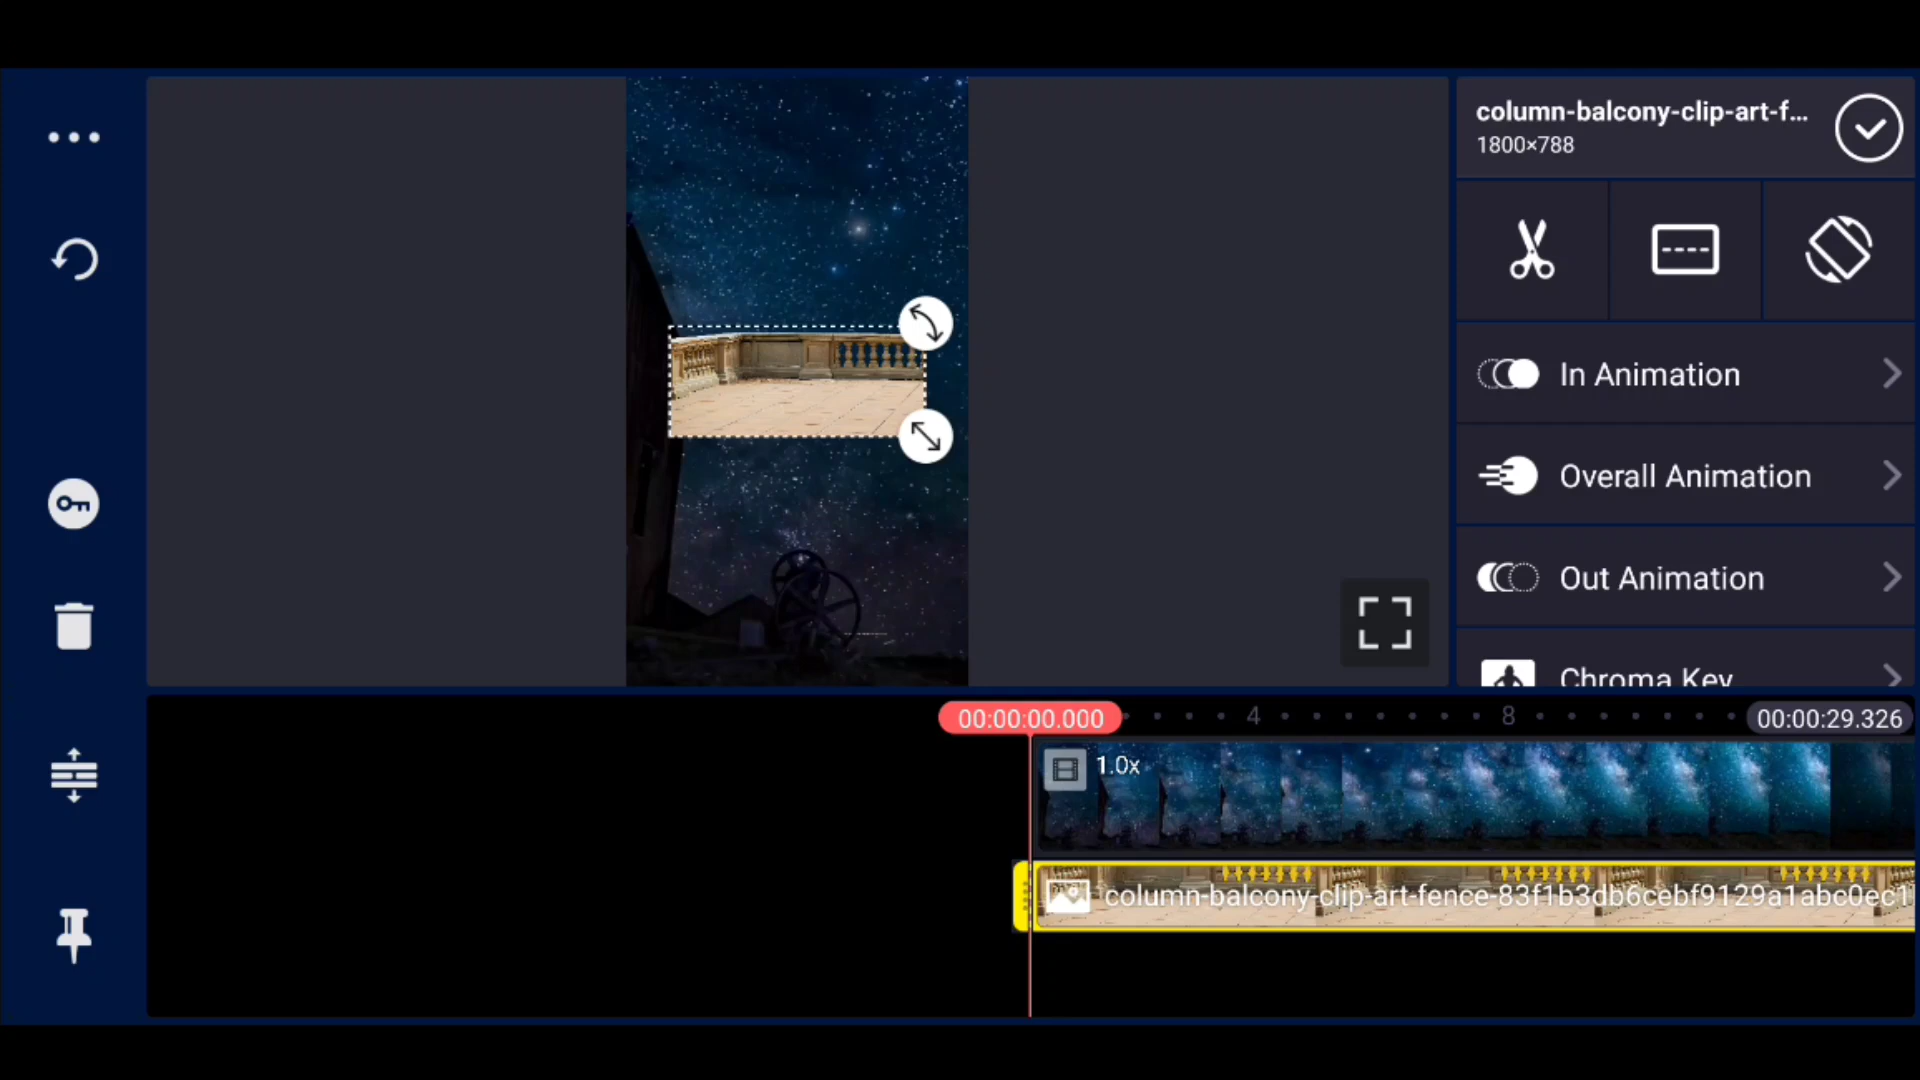 column-balcony-clip-art-f...
1800×788
In Animation
Overall Animation
Out Animation
Chroma Key
00:00:00.000
4
8
00:00:29.326
1.0x
column-balcony-clip-art-fence-83f1b3db6cebf9129a1abc0ec1